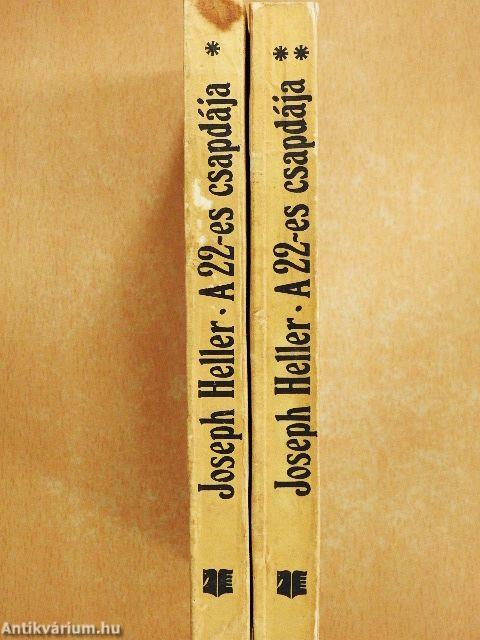 *
Joseph Heller · A 22-es csapdája
**
Joseph Heller · A 22-es csapdája
Antikvárium.hu